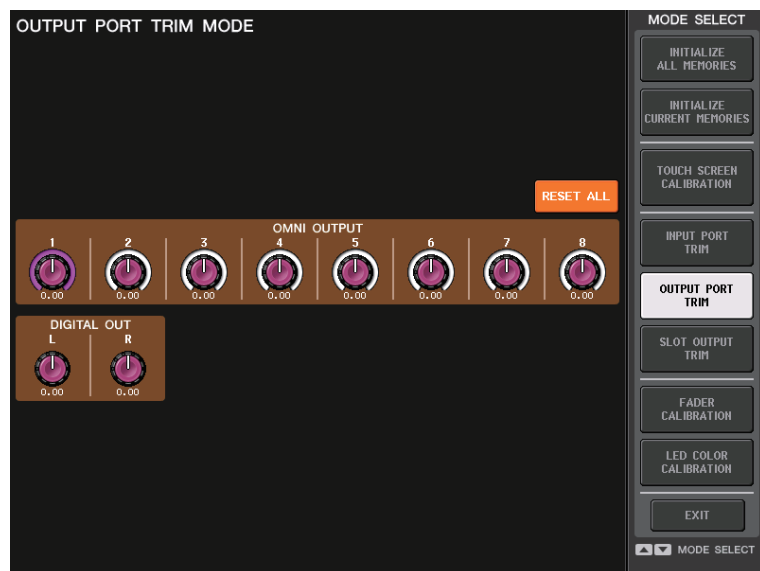 OUTPUT PORT TRIM MODE
RESET ALL
OMNI OUTPUT
1 2 3 4 5 6 7 8
0.00 0.00 0.00 0.00 0.00 0.00 0.00 0.00
DIGITAL OUT
L R
0.00 0.00
MODE SELECT
INITIALIZE
ALL MEMORIES
INITIALIZE
CURRENT MEMORIES
TOUCH SCREEN
CALIBRATION
INPUT PORT
TRIM
OUTPUT PORT
TRIM
SLOT OUTPUT
TRIM
FADER
CALIBRATION
LED COLOR
CALIBRATION
EXIT
MODE SELECT